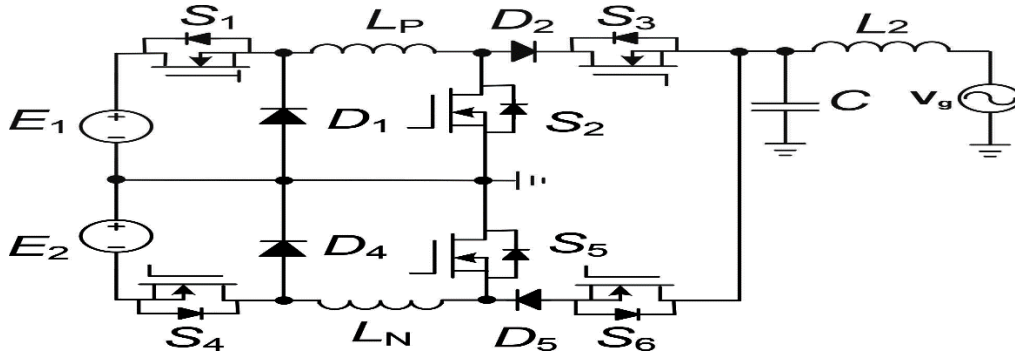 S1 LP D2 S3 L2
E1 D1 S2 C vg
E2 D4 S5
S4 LN D5 S6